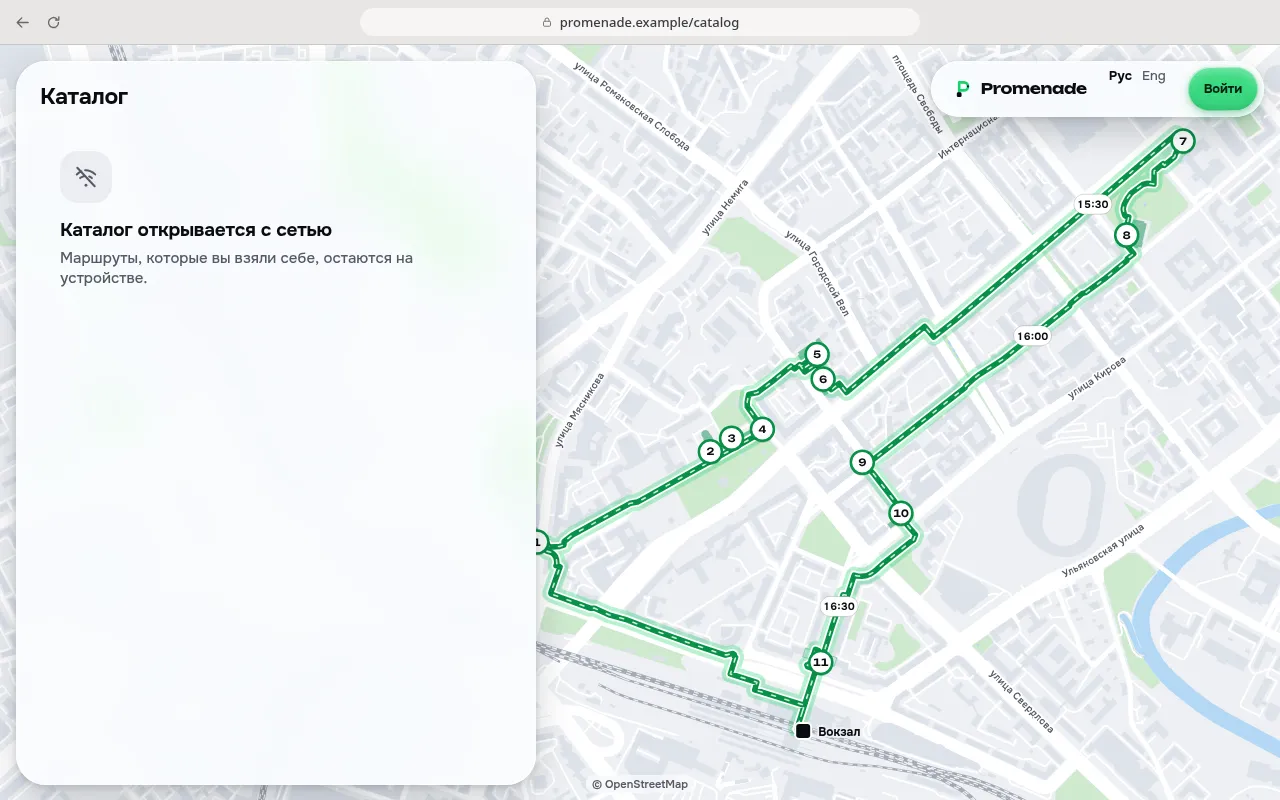 promenade.example/catalog
Каталог
Каталог открывается с сетью
Маршруты, которые вы взяли себе, остаются на
устройстве.
Promenade
Рус Eng
Войти
улица Романовская Слобода
площадь Свободы
Интернациона
улица Немига
улица Городской Вал
улица Мясникова
улица Кирова
Ульяновская улица
улица Свердлова
7
15:30
8
16:00
5
6
4
3
2
9
10
1
16:30
11
Вокзал
© OpenStreetMap